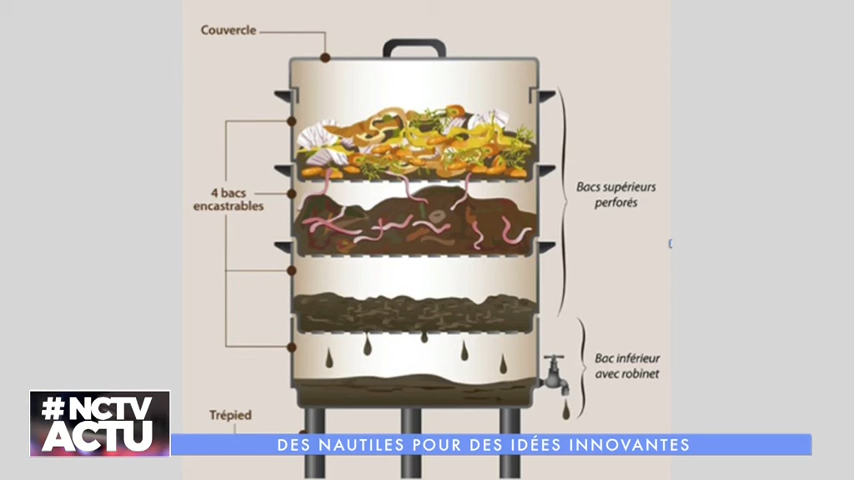 Couvercle
4 bacs
encastrables
Bacs supérieurs
perforés
Bac inférieur
avec robinet
Trépied
#NCTV
ACTU
DES NAUTILES POUR DES IDÉES INNOVANTES